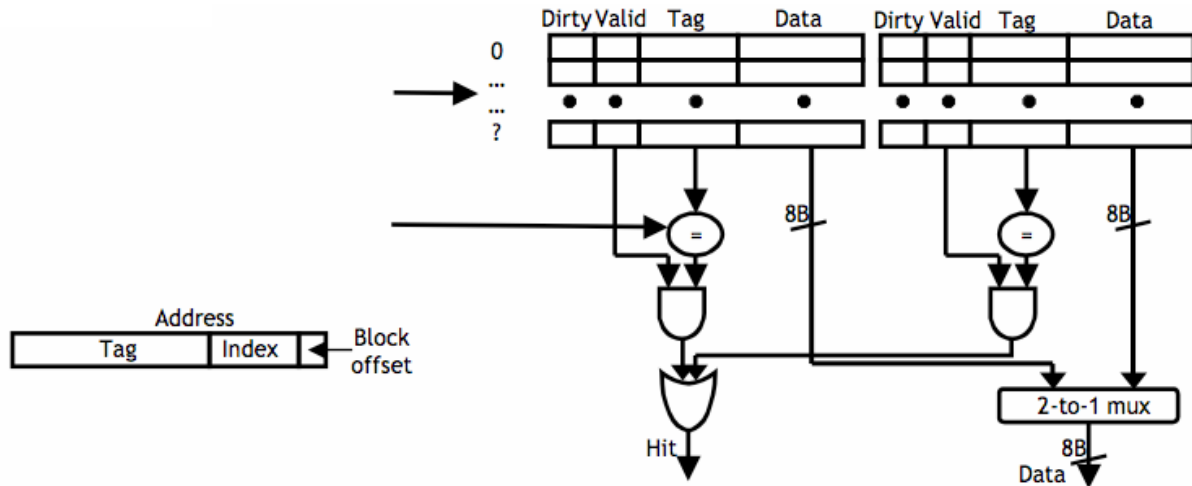 Dirty Valid Tag Data Dirty Valid Tag Data
0
...
...
?
8B 8B
= =
Address
Tag Index Block offset
2-to-1 mux
Hit
8B
Data